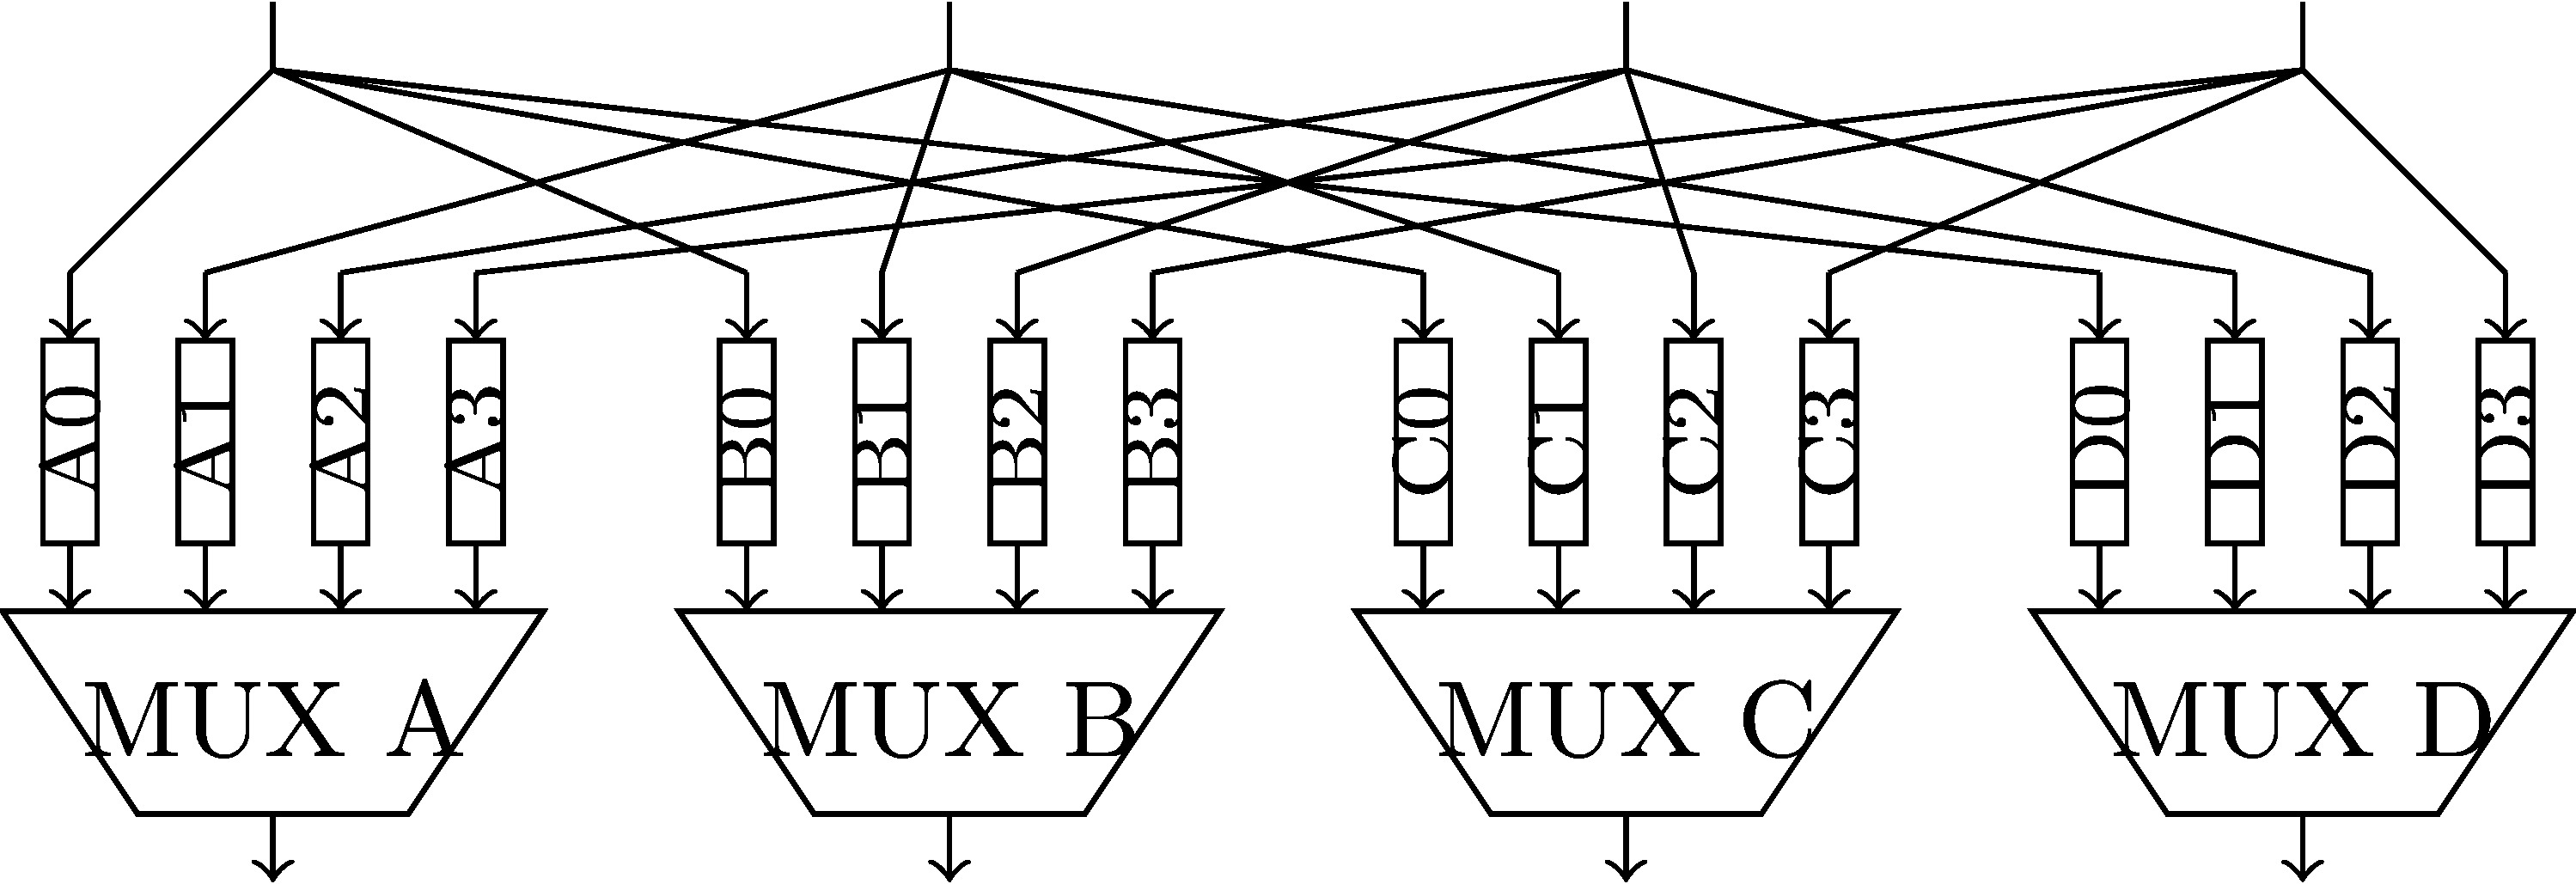 A0 A1 A2 A3 B0 B1 B2 B3 C0 C1 C2 C3 D0 D1 D2 D3
MUX A MUX B MUX C MUX D